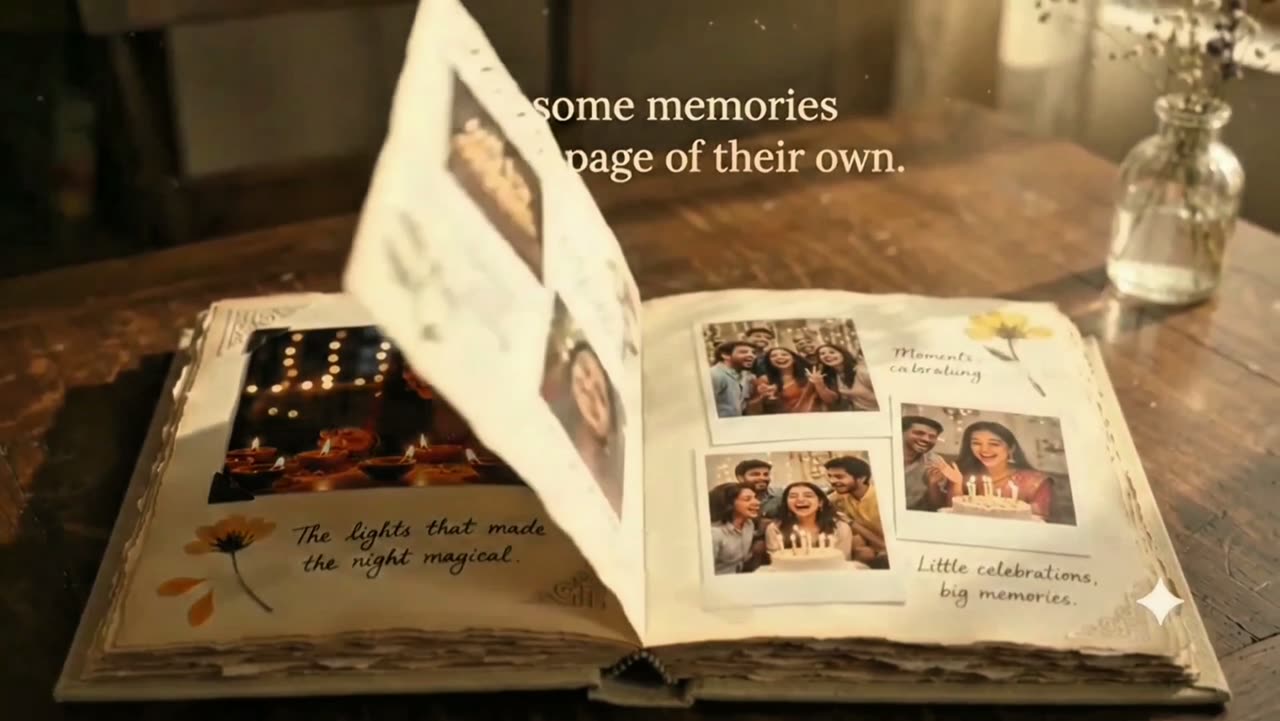 some memories
page of their own.
The lights that made
the night magical.
Moments
Little celebrations,
big memories.